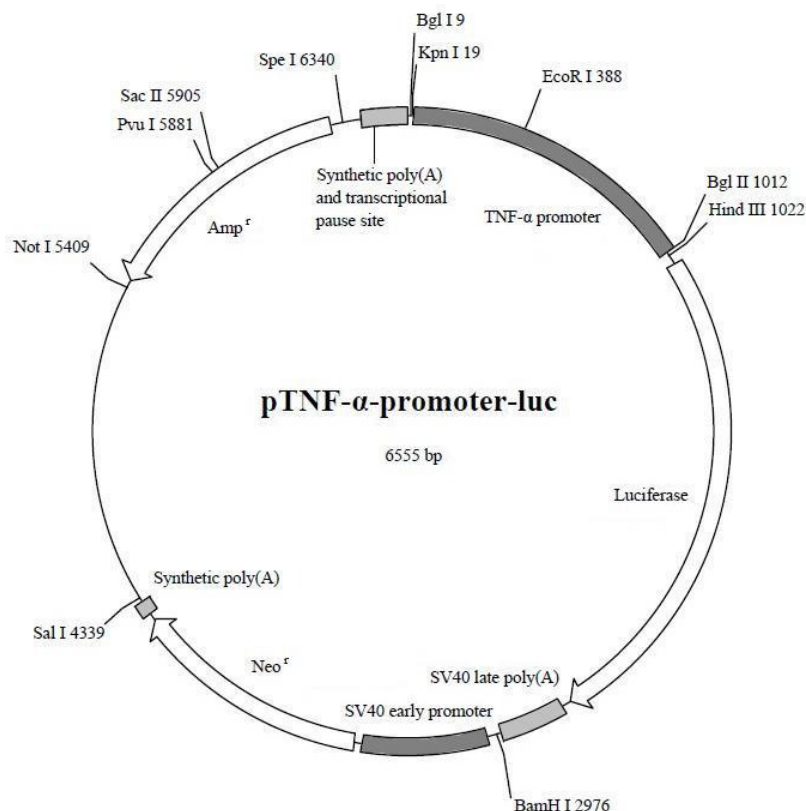 Bgl I 9
Kpn I 19
Spe I 6340
EcoR I 388
Sac II 5905
Pvu I 5881
Synthetic poly(A)
and transcriptional
pause site
Bgl II 1012
Hind III 1022
TNF-α promoter
Amp r
Not I 5409
pTNF-α-promoter-luc
6555 bp
Luciferase
Synthetic poly(A)
Sal I 4339
Neo r
SV40 late poly(A)
SV40 early promoter
BamH I 2976